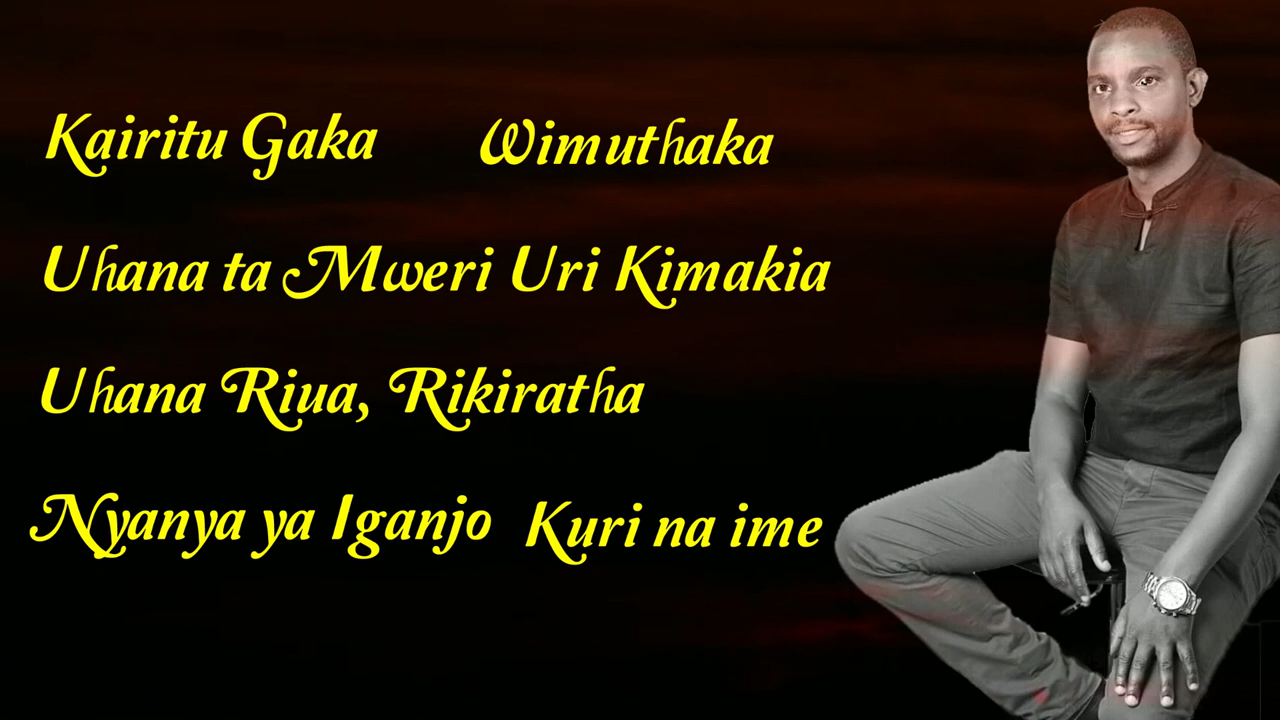 Kairitu Gaka Wimuthaka
Uhana ta Mweri Uri Kimakia
Uhana Riua, Rikiratha
Nyanya ya Iganjo Kuri na ime